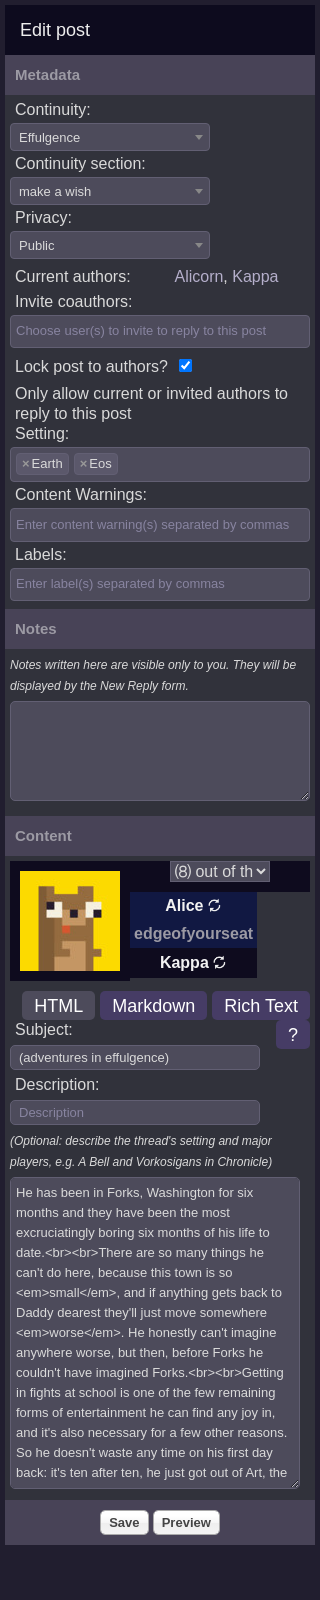 Edit post
Metadata
Continuity:
Effulgence
Continuity section:
make a wish
Privacy:
Public
Current authors: Alicorn, Kappa
Invite coauthors:
Choose user(s) to invite to reply to this post
Lock post to authors?
Only allow current or invited authors to
reply to this post
Setting:
×Earth ×Eos
Content Warnings:
Enter content warning(s) separated by commas
Labels:
Enter label(s) separated by commas
Notes
Notes written here are visible only to you. They will be
displayed by the New Reply form.
Content
(8) out of th
Alice
edgeofyourseat
Kappa
HTML Markdown Rich Text
?
Subject:
(adventures in effulgence)
Description:
Description
(Optional: describe the thread's setting and major
players, e.g. A Bell and Vorkosigans in Chronicle)
He has been in Forks, Washington for six
months and they have been the most
excruciatingly boring six months of his life to
date.<br><br>There are so many things he
can't do here, because this town is so
<em>small</em>, and if anything gets back to
Daddy dearest they'll just move somewhere
<em>worse</em>. He honestly can't imagine
anywhere worse, but then, before Forks he
couldn't have imagined Forks.<br><br>Getting
in fights at school is one of the few remaining
forms of entertainment he can find any joy in,
and it's also necessary for a few other reasons.
So he doesn't waste any time on his first day
back: it's ten after ten, he just got out of Art, the
Save Preview